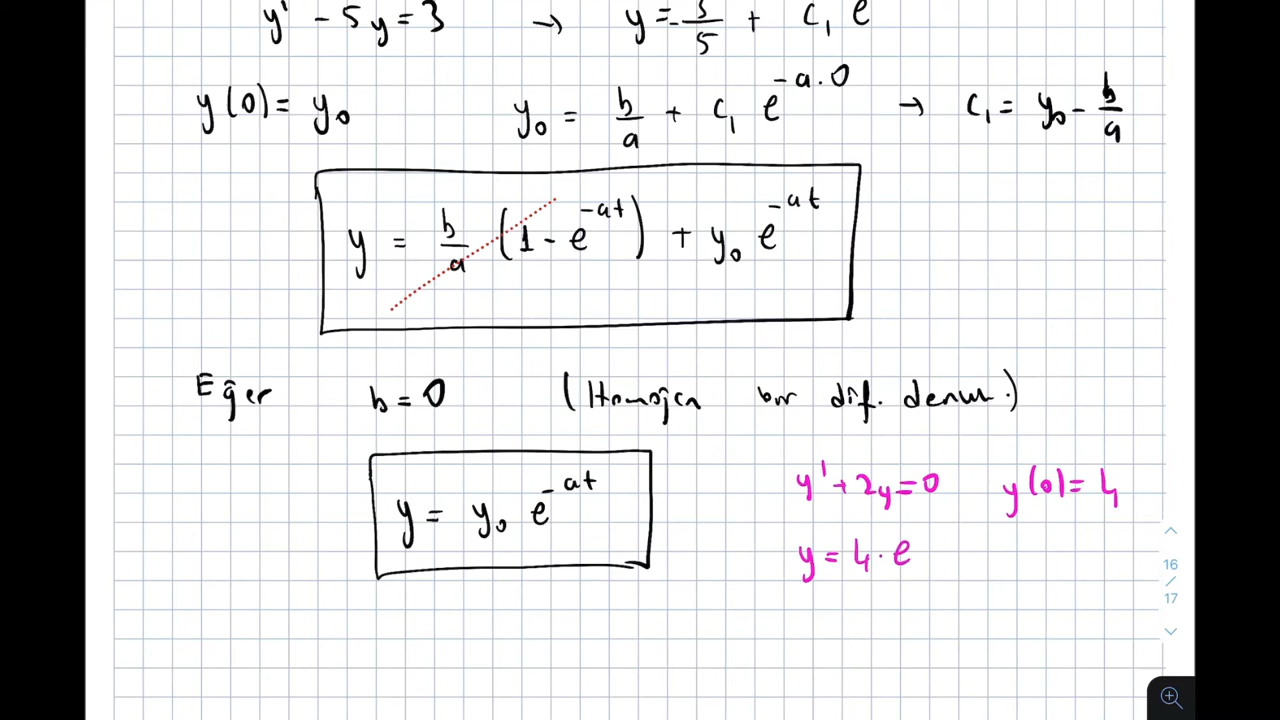 y' - 5y = 3 → y = -3/5 + c₁ e
y(0) = y₀ y₀ = b/a + c₁ e^(-a.0) → c₁ = y₀ - b/a
y = b/a (1 - e^(-at)) + y₀ e^(-at)
Eğer b = 0 (Homojen bir dif. denk.)
y = y₀ e^(-at)
y' + 2y = 0 y(0) = 4
y = 4 · e
16
/
17